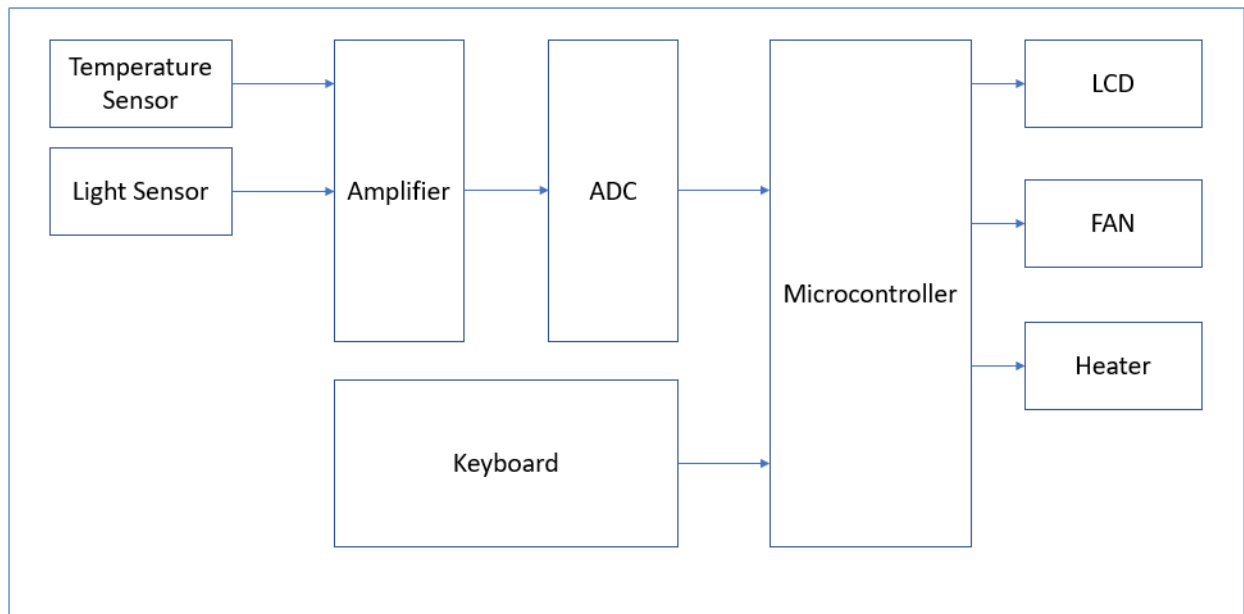 Temperature
Sensor
Light Sensor
Amplifier
ADC
Keyboard
Microcontroller
LCD
FAN
Heater